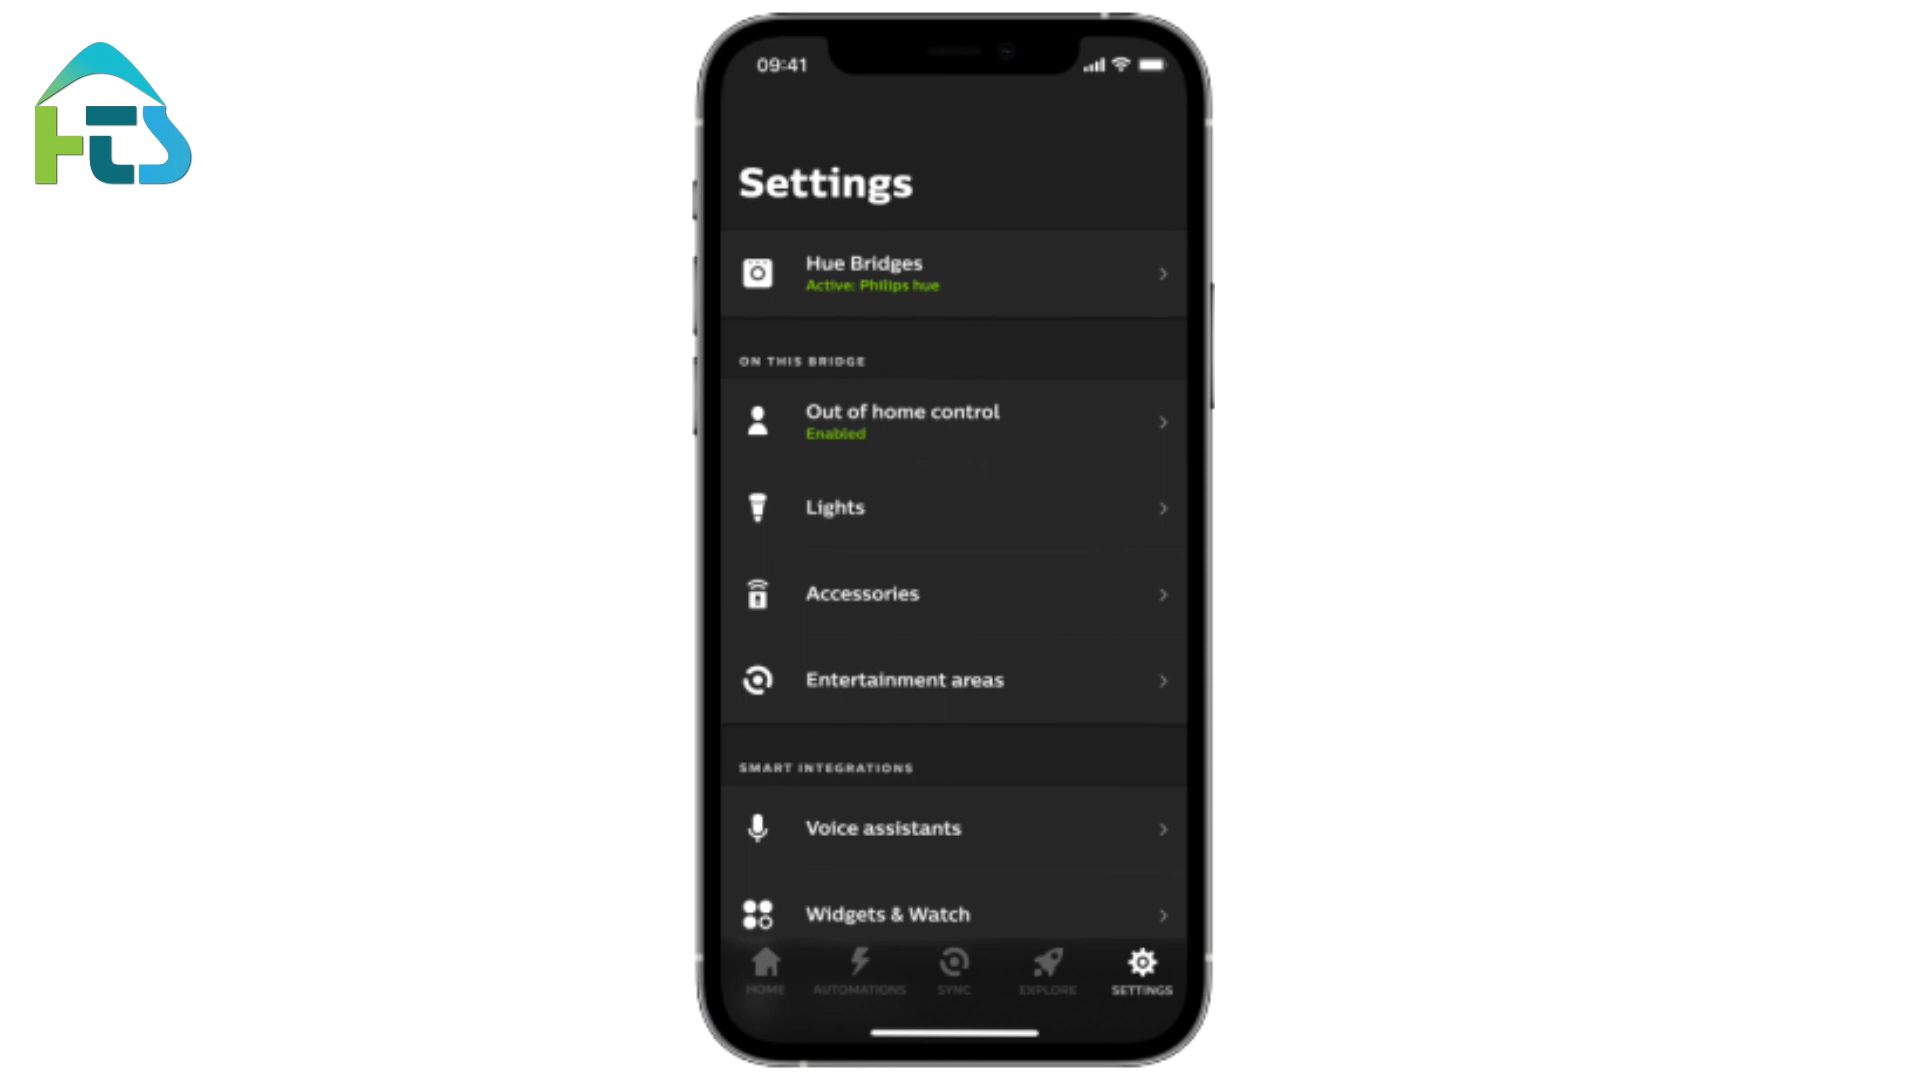 HTS
09:41
Settings
Hue Bridges
Active: Philips hue
ON THIS BRIDGE
Out of home control
Enabled
Lights
Accessories
Entertainment areas
SMART INTEGRATIONS
Voice assistants
Widgets & Watch
HOME AUTOMATIONS SYNC EXPLORE SETTINGS